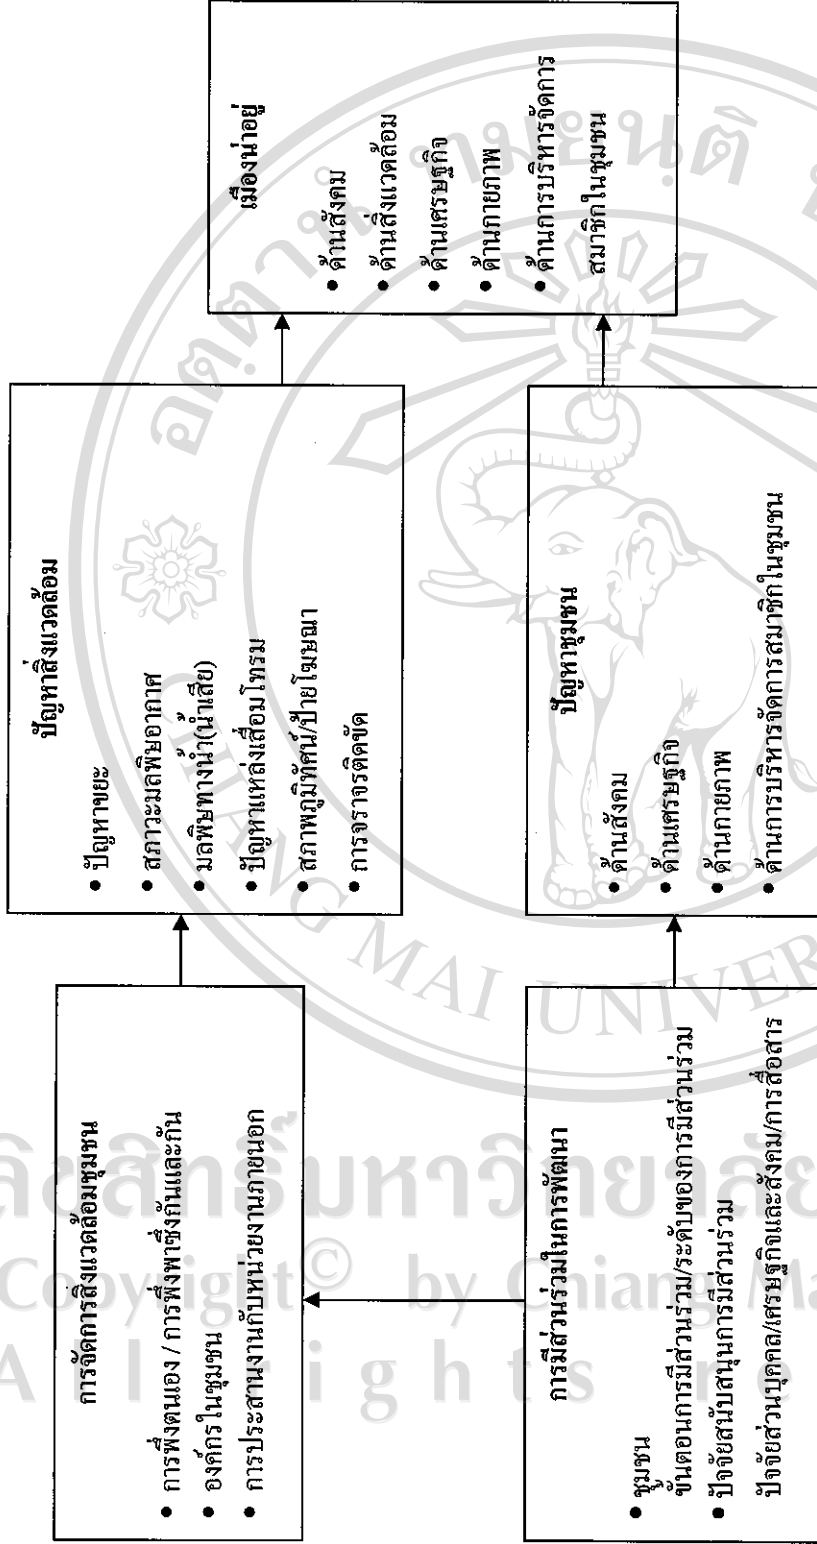 การจัดการสิ่งแวดล้อมชุมชน
• การพึ่งตนเอง / การพึ่งพาซึ่งกันและกัน
• องค์กรในชุมชน
• การประสานงานกับหน่วยงานภายนอก
ปัญหาสิ่งแวดล้อม
• ปัญหาขยะ
• สภาวะมลพิษอากาศ
• มลพิษทางน้ำ(น้ำเสีย)
• ปัญหาแหล่งเสื่อมโทรม
• สภาพภูมิทัศน์/ป้ายโฆษณา
• การจราจรติดขัด
เมืองน่าอยู่
• ด้านสังคม
• ด้านสิ่งแวดล้อม
• ด้านเศรษฐกิจ
• ด้านกายภาพ
• ด้านการบริหารจัดการ
สมาชิกในชุมชน
การมีส่วนร่วมในการพัฒนา
• ชุมชน
ขั้นตอนการมีส่วนร่วม/ระดับของการมีส่วนร่วม
• ปัจจัยสนับสนุนการมีส่วนร่วม
ปัจจัยส่วนบุคคล/เศรษฐกิจและสังคม/การสื่อสาร
ปัญหาชุมชน
• ด้านสังคม
• ด้านเศรษฐกิจ
• ด้านกายภาพ
• ด้านการบริหารจัดการสมาชิกในชุมชน
CHIANG MAI UNIVER
Copyright© by Chiang Ma
All rights re